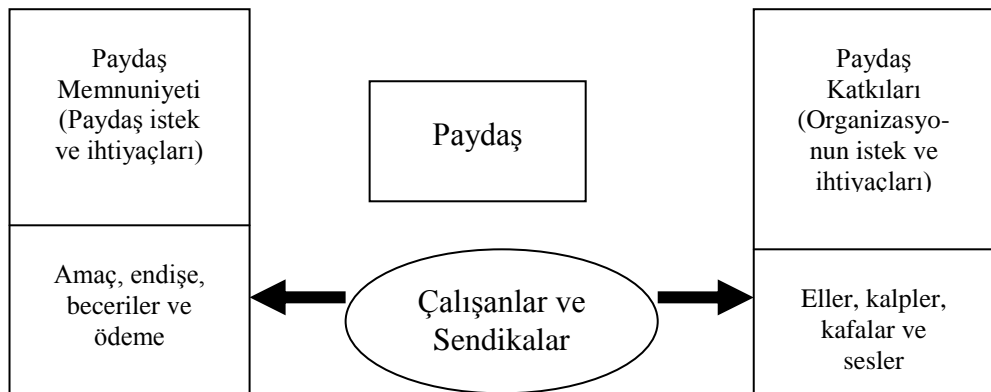 Paydaş
Memnuniyeti
(Paydaş istek
ve ihtiyaçları)
Paydaş
Paydaş
Katkıları
(Organizasyo-
nun istek ve
ihtiyaçları)
Amaç, endişe,
beceriler ve
ödeme
Çalışanlar ve
Sendikalar
Eller, kalpler,
kafalar ve
sesler